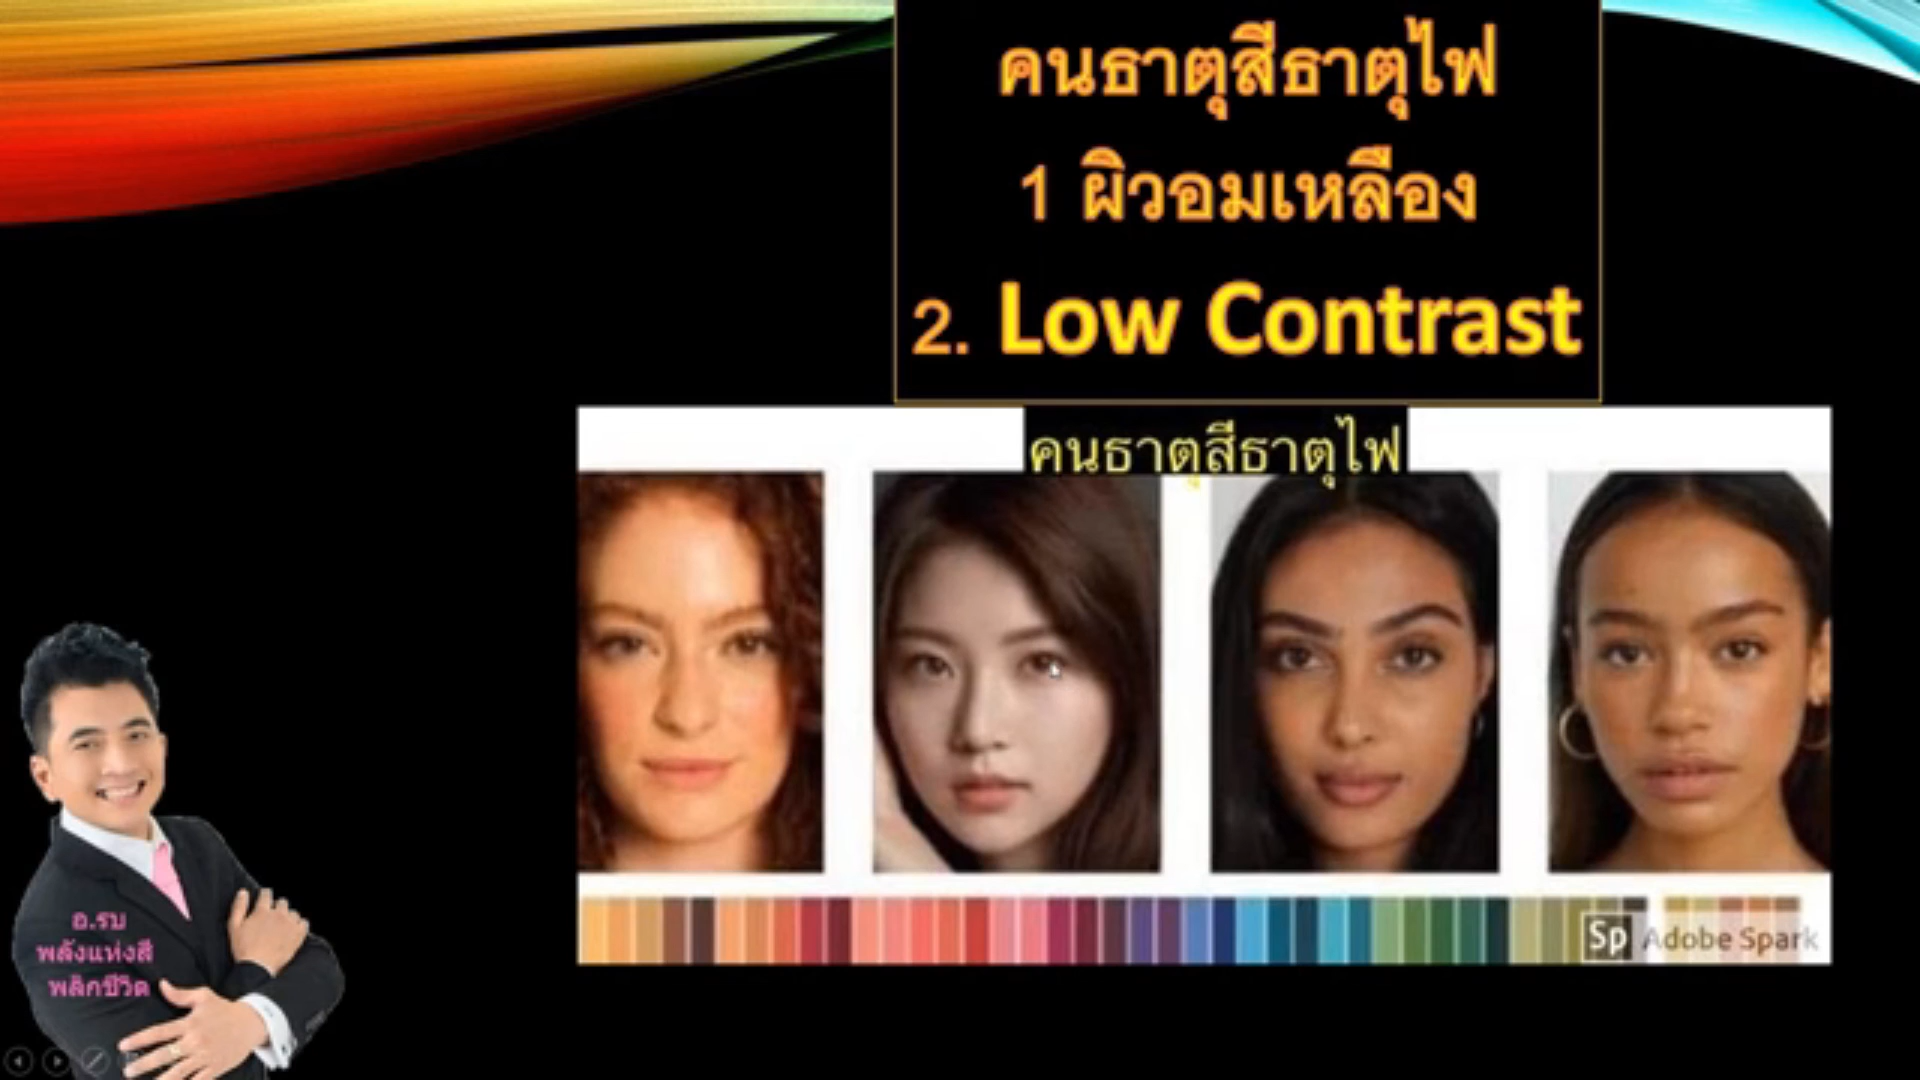 คนธาตุสีธาตุไฟ
1 ผิวอมเหลือง
2. Low Contrast
คนธาตุสีธาตุไฟ
อ.รบ
พลังแห่งสี
พลิกชีวิต
Sp Adobe Spark